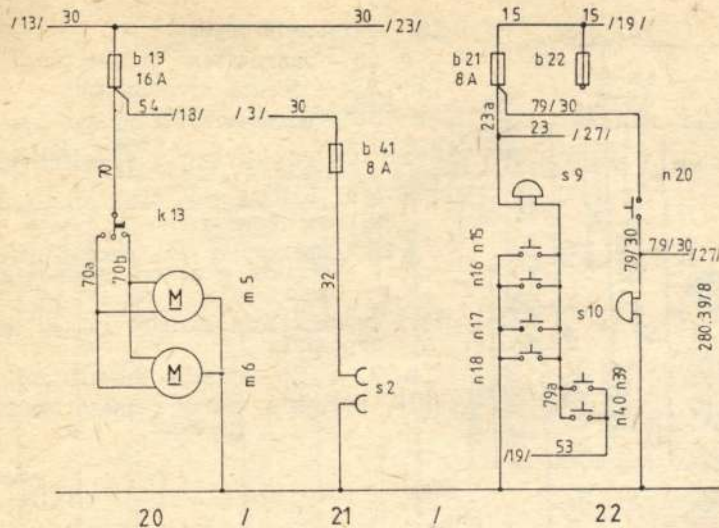 /13/ 30 30 /23/
b 13
16 A
54 /18/
/3/ 30
b 41
8 A
70
k 13
70a
70b
m 5
M
m 6
M
32
s 2
15 15 /19/
b 21
8 A
b 22
79/30
23a
23 /27/
s 9
n 20
n15
n16
n17
n18
79/30
79/30 /27/
s10
280.39/8
79a
n39
n40
/19/ 53
20 / 21 / 22